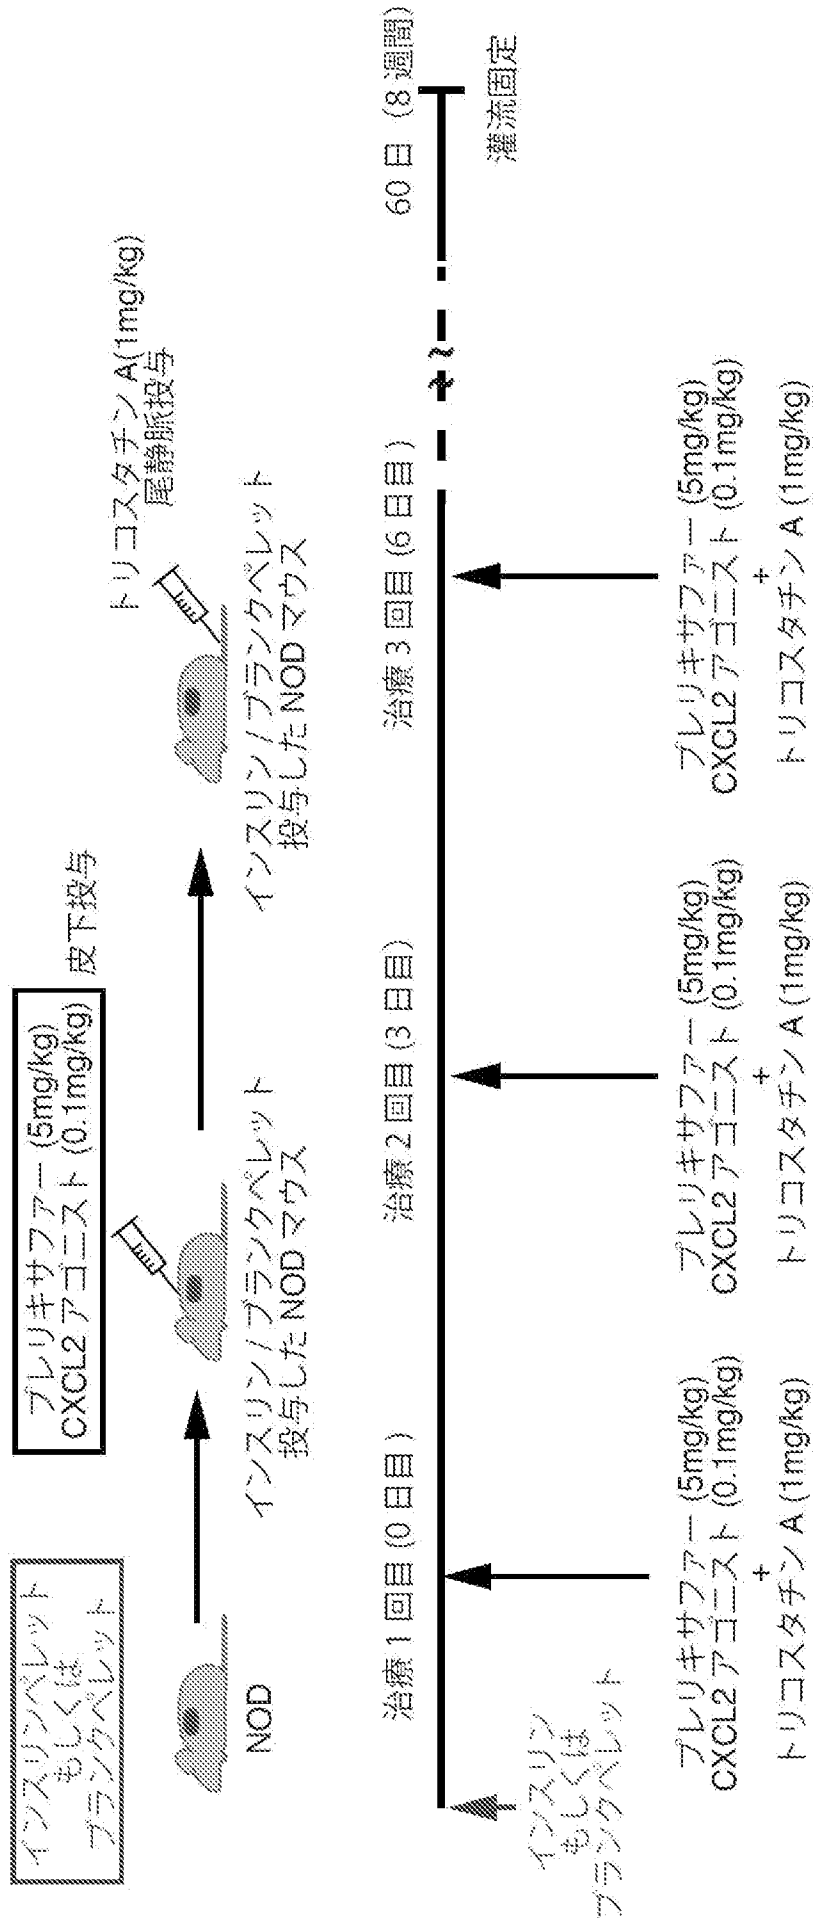 インスリンペレット
もしくは
ブランクペレット
NOD
プレリキサファー (5mg/kg)
CXCL2 アゴニスト (0.1mg/kg)
皮下投与
インスリン / ブランクペレット
投与した NOD マウス
トリコスタチン A(1mg/kg)
尾静脈投与
インスリン / ブランクペレット
投与した NOD マウス
治療 1 回目 (0 日目 )
治療 2 回目 (3 日目)
治療 3 回目 (6 日目 )
60 日 (8 週間)
灌流固定
インスリン
もしくは
ブランクペレット
プレリキサファー (5mg/kg)
CXCL2 アゴニスト (0.1mg/kg)
+
トリコスタチン A (1mg/kg)
プレリキサファー (5mg/kg)
CXCL2 アゴニスト (0.1mg/kg)
+
トリコスタチン A (1mg/kg)
プレリキサファー (5mg/kg)
CXCL2 アゴニスト (0.1mg/kg)
+
トリコスタチン A (1mg/kg)